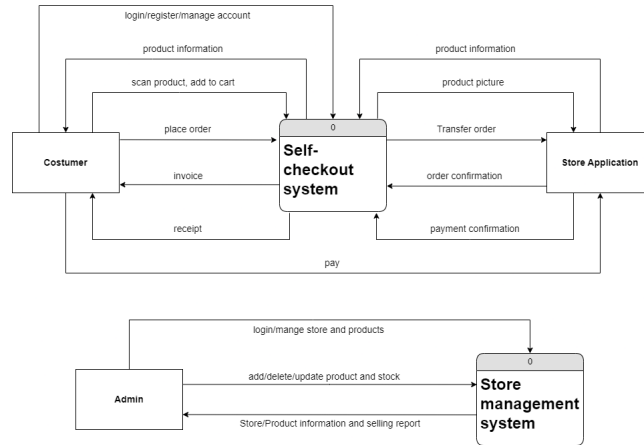 login/register/manage account
product information
product information
scan product, add to cart
product picture
0
place order
Transfer order
Self-
checkout
system
Costumer
Store Application
invoice
order confirmation
receipt
payment confirmation
pay
login/mange store and products
0
add/delete/update product and stock
Store
management
system
Admin
Store/Product information and selling report